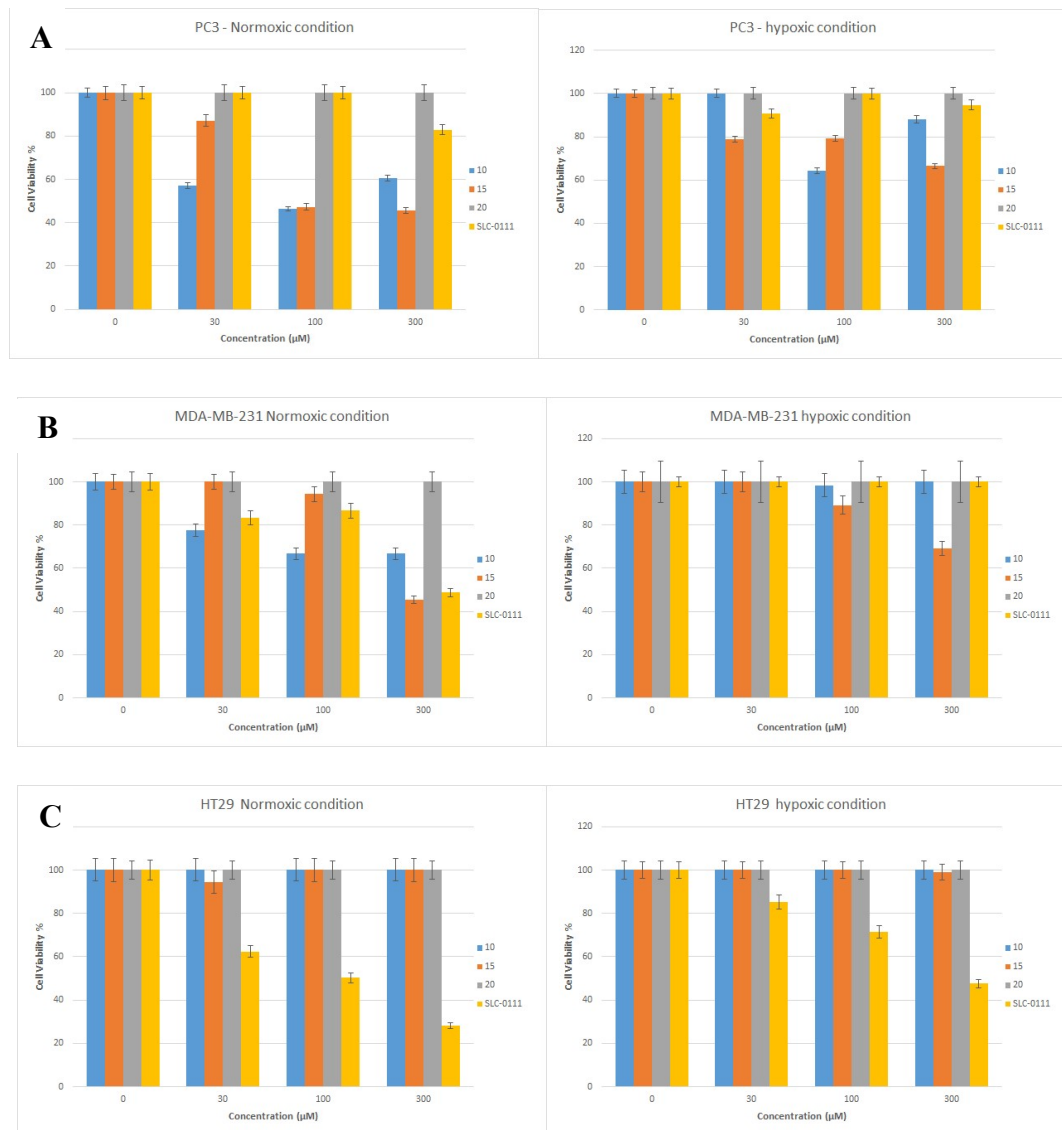 A
PC3 - Normoxic condition
100
80
60
40
20
0
Cell Viability %
0 30 100 300
Concentration (µM)
10
15
20
SLC-0111
PC3 - hypoxic condition
120
100
80
60
40
20
0
Cell Viability %
0 30 100 300
Concentration (µM)
10
15
20
SLC-0111
B
MDA-MB-231 Normoxic condition
100
80
60
40
20
0
Cell Viability %
0 30 100 300
Concentration (µM)
10
15
20
SLC-0111
MDA-MB-231 hypoxic condition
120
100
80
60
40
20
0
Cell Viability %
0 30 100 300
Concentration (µM)
10
15
20
SLC-0111
C
HT29 Normoxic condition
100
80
60
40
20
0
Cell Viability %
0 30 100 300
Concentration (µM)
10
15
20
SLC-0111
HT29 hypoxic condition
120
100
80
60
40
20
0
Cell Viability %
0 30 100 300
Concentration (µM)
10
15
20
SLC-0111